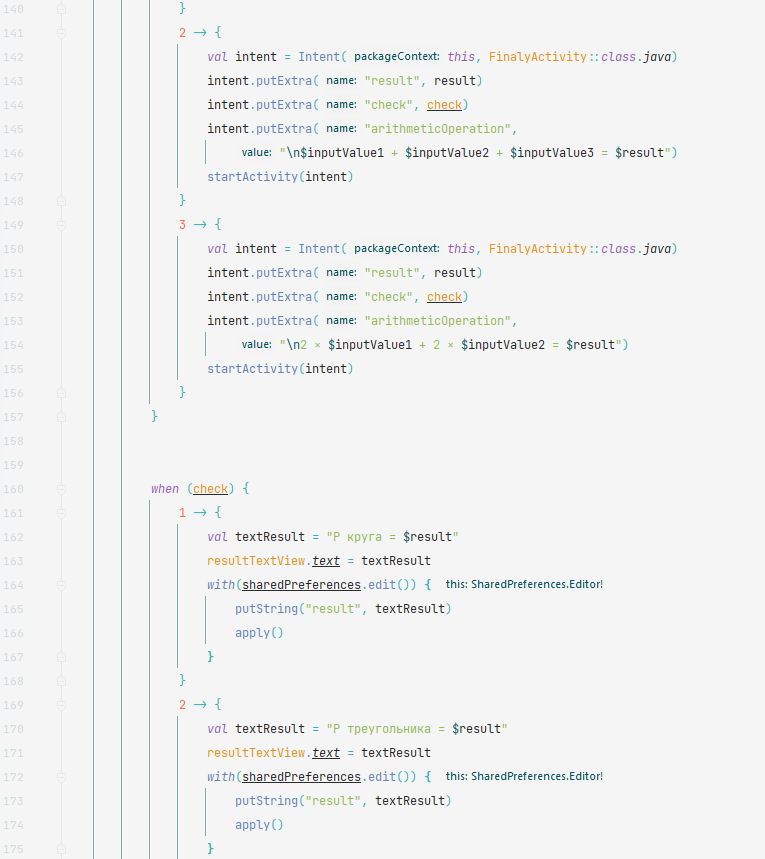 140 }
141 2 -> {
142 val intent = Intent( packageContext: this, FinalyActivity::class.java)
143 intent.putExtra( name: "result", result)
144 intent.putExtra( name: "check", check)
145 intent.putExtra( name: "arithmeticOperation",
146 value: "\n$inputValue1 + $inputValue2 + $inputValue3 = $result")
147 startActivity(intent)
148 }
149 3 -> {
150 val intent = Intent( packageContext: this, FinalyActivity::class.java)
151 intent.putExtra( name: "result", result)
152 intent.putExtra( name: "check", check)
153 intent.putExtra( name: "arithmeticOperation",
154 value: "\n2 × $inputValue1 + 2 × $inputValue2 = $result")
155 startActivity(intent)
156 }
157 }
158
159
160 when (check) {
161 1 -> {
162 val textResult = "Р круга = $result"
163 resultTextView.text = textResult
164 with(sharedPreferences.edit()) { this: SharedPreferences.Editor!
165 putString("result", textResult)
166 apply()
167 }
168 }
169 2 -> {
170 val textResult = "Р треугольника = $result"
171 resultTextView.text = textResult
172 with(sharedPreferences.edit()) { this: SharedPreferences.Editor!
173 putString("result", textResult)
174 apply()
175 }